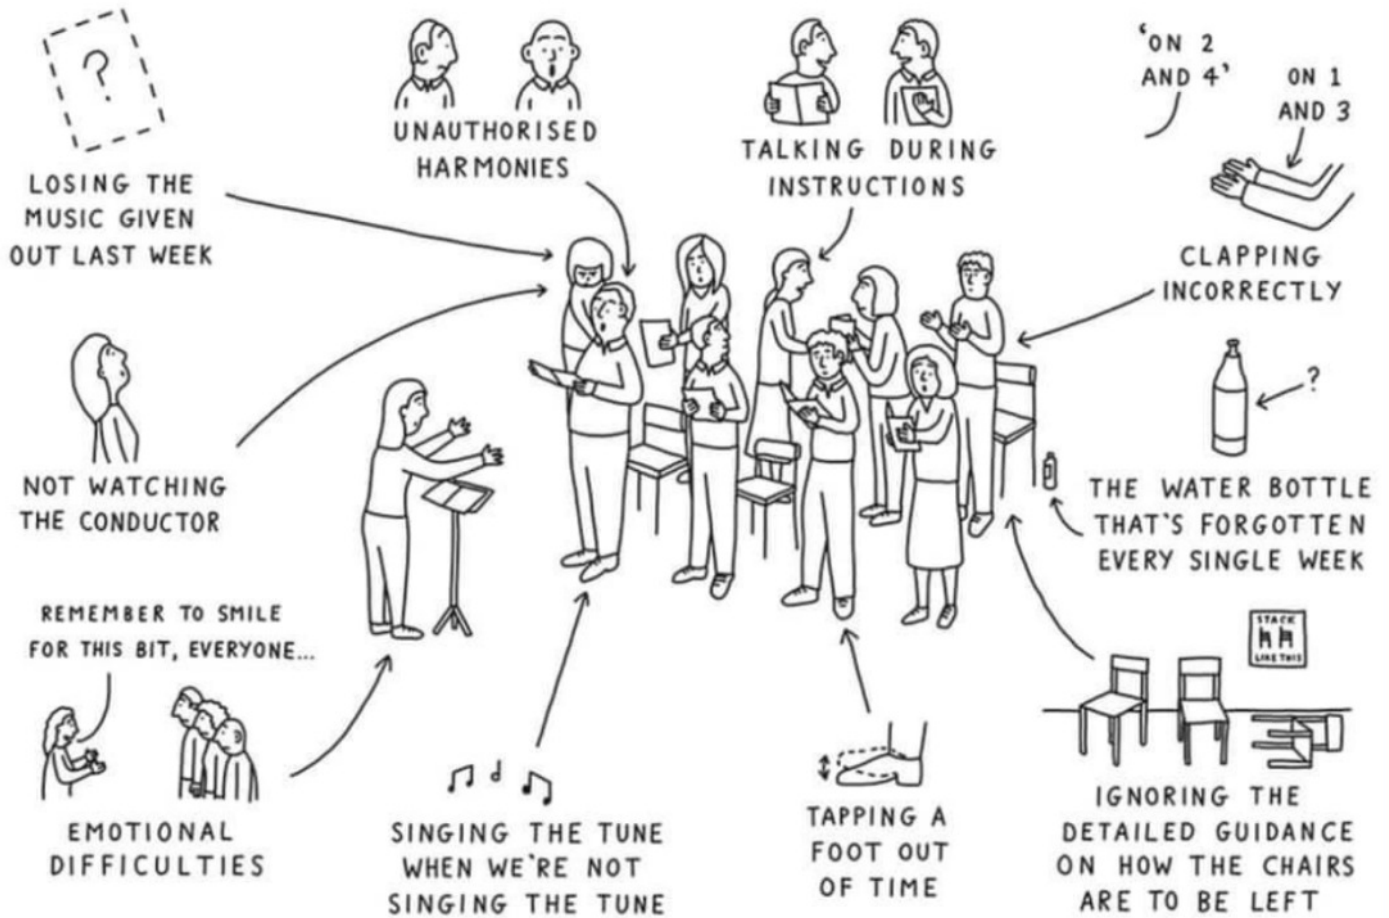 ?
LOSING THE
MUSIC GIVEN
OUT LAST WEEK
UNAUTHORISED
HARMONIES
TALKING DURING
INSTRUCTIONS
'ON 2
AND 4'
ON 1
AND 3
CLAPPING
INCORRECTLY
NOT WATCHING
THE CONDUCTOR
?
THE WATER BOTTLE
THAT'S FORGOTTEN
EVERY SINGLE WEEK
REMEMBER TO SMILE
FOR THIS BIT, EVERYONE...
EMOTIONAL
DIFFICULTIES
SINGING THE TUNE
WHEN WE'RE NOT
SINGING THE TUNE
TAPPING A
FOOT OUT
OF TIME
STACK
LIKE THIS
IGNORING THE
DETAILED GUIDANCE
ON HOW THE CHAIRS
ARE TO BE LEFT